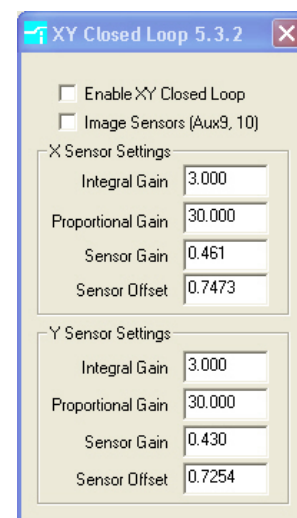 XY Closed Loop 5.3.2
Enable XY Closed Loop
Image Sensors (Aux9, 10)
X Sensor Settings
Integral Gain 3.000
Proportional Gain 30.000
Sensor Gain 0.461
Sensor Offset 0.7473
Y Sensor Settings
Integral Gain 3.000
Proportional Gain 30.000
Sensor Gain 0.430
Sensor Offset 0.7254